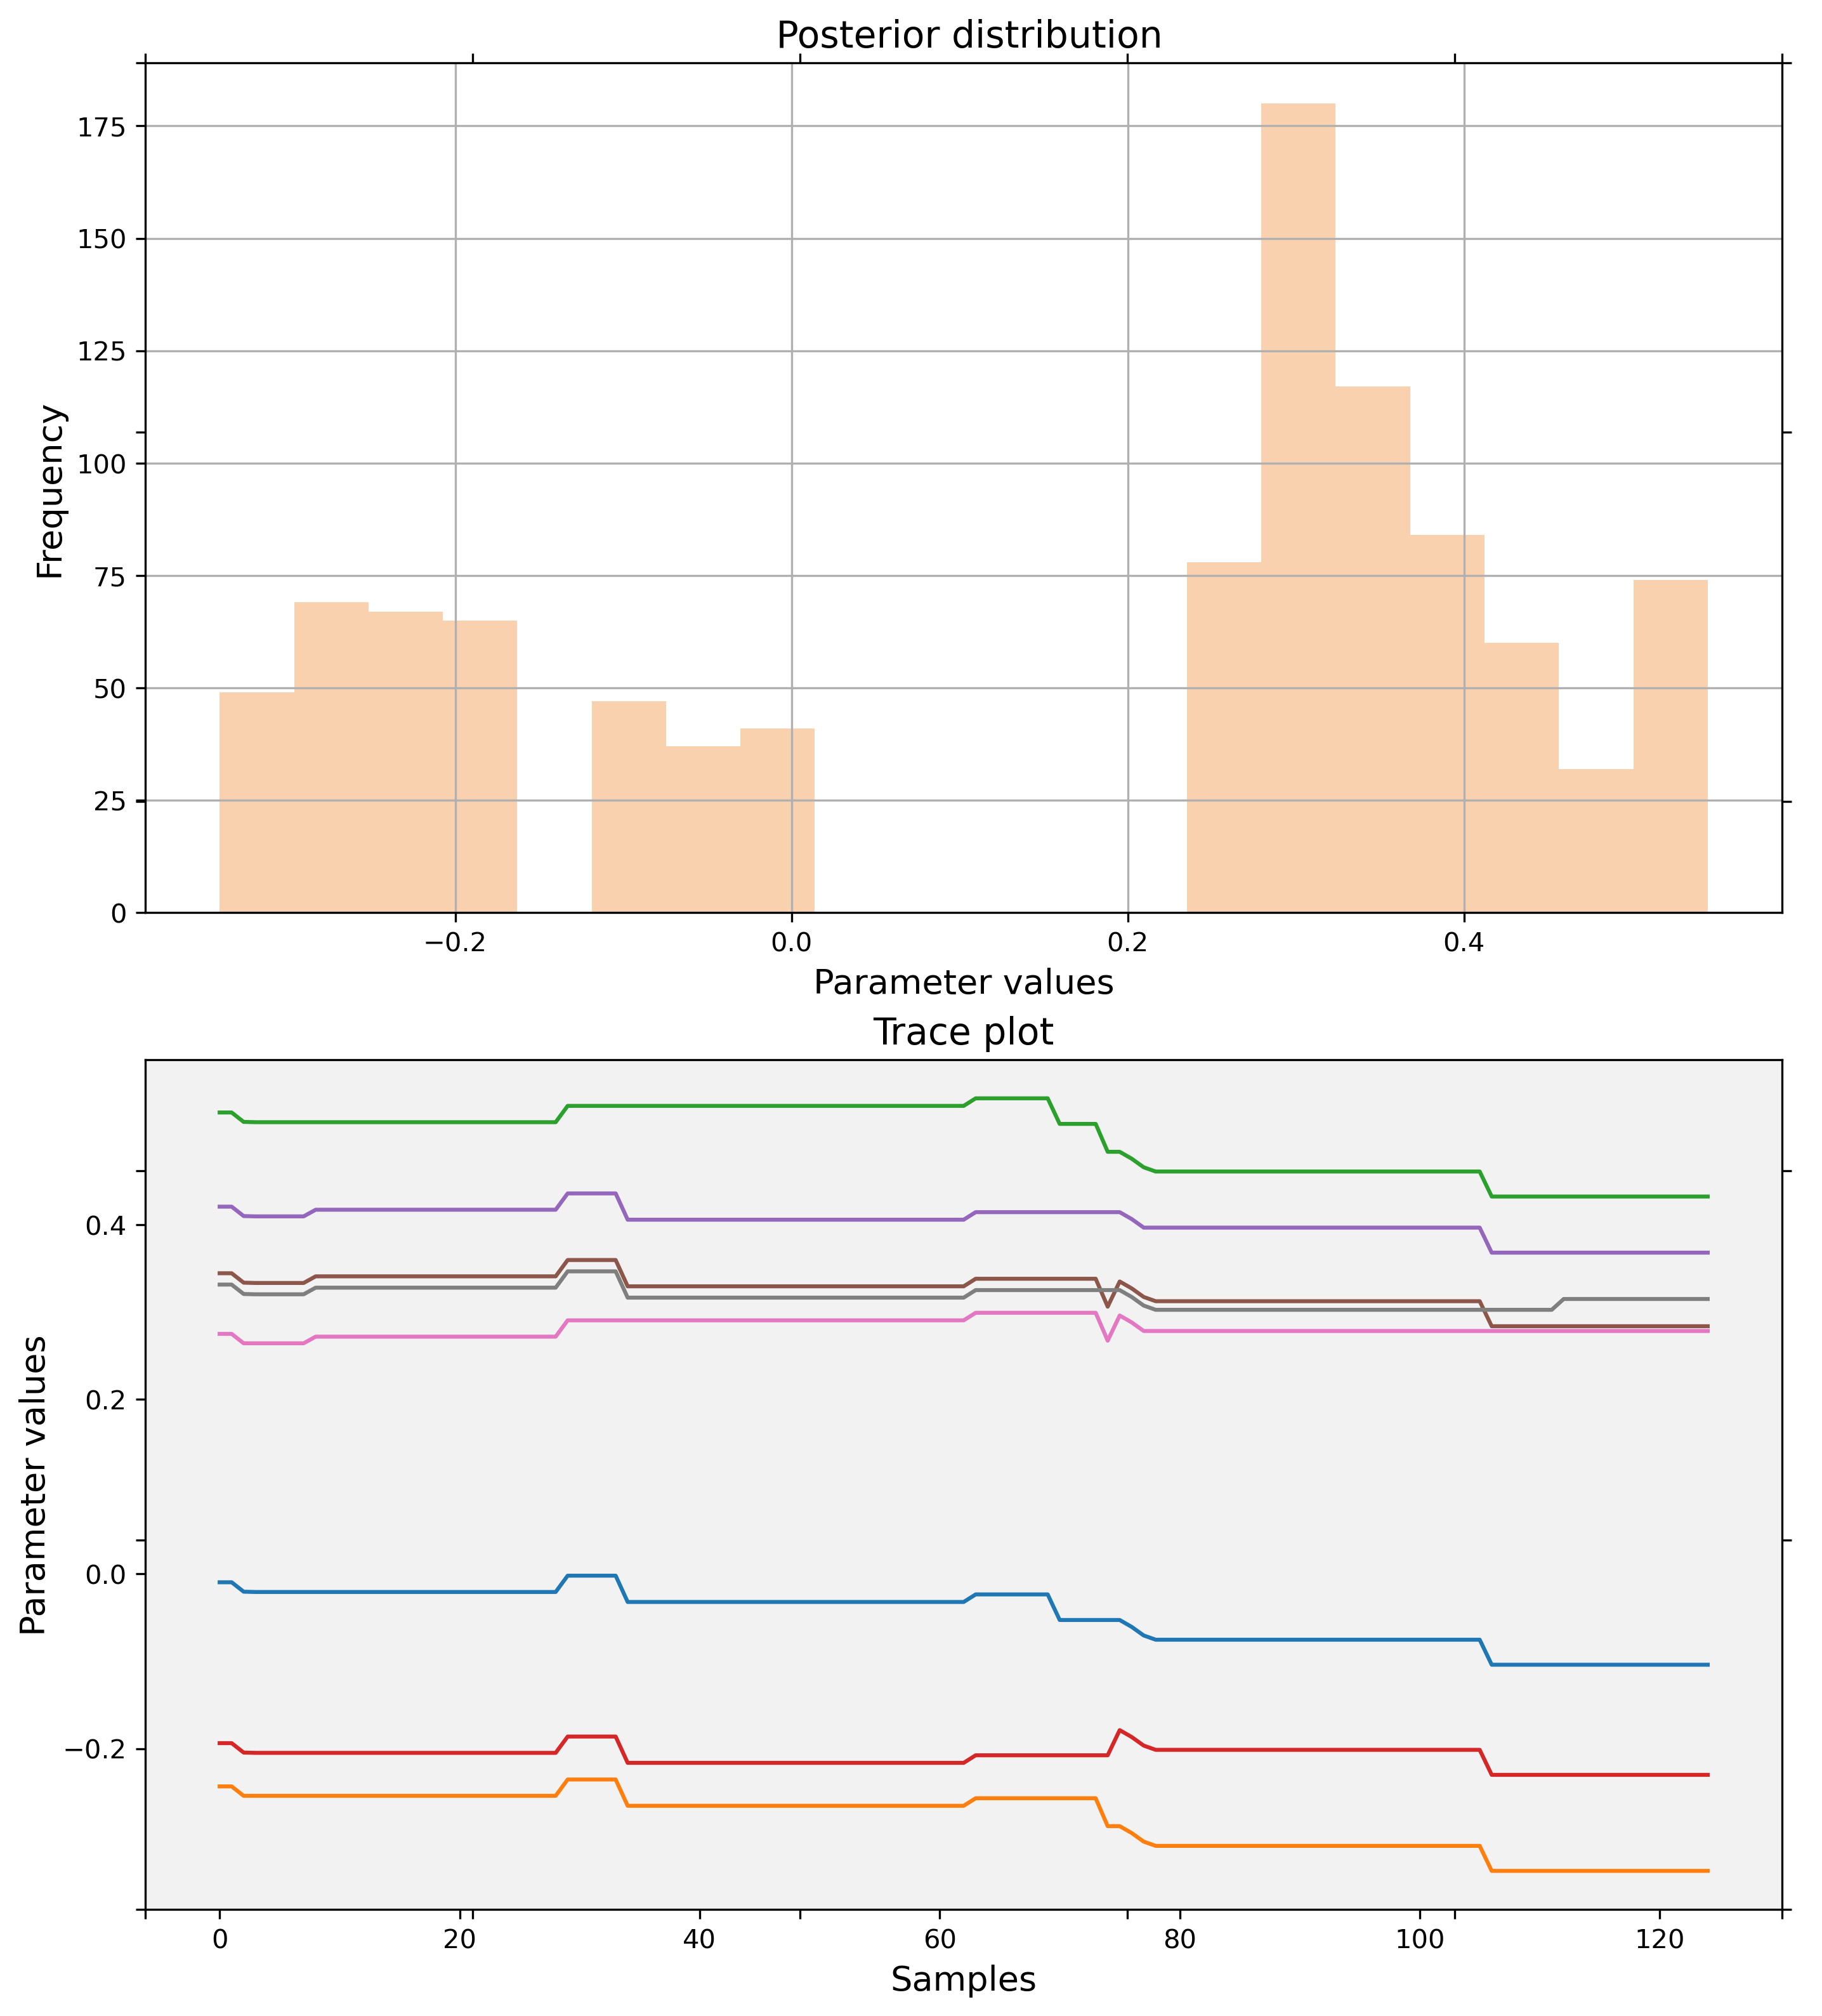 Posterior distribution
175
150
125
100
75
50
25
0
Frequency
−0.2 0.0 0.2 0.4
Parameter values
Trace plot
0.4
0.2
0.0
−0.2
Parameter values
0 20 40 60 80 100 120
Samples